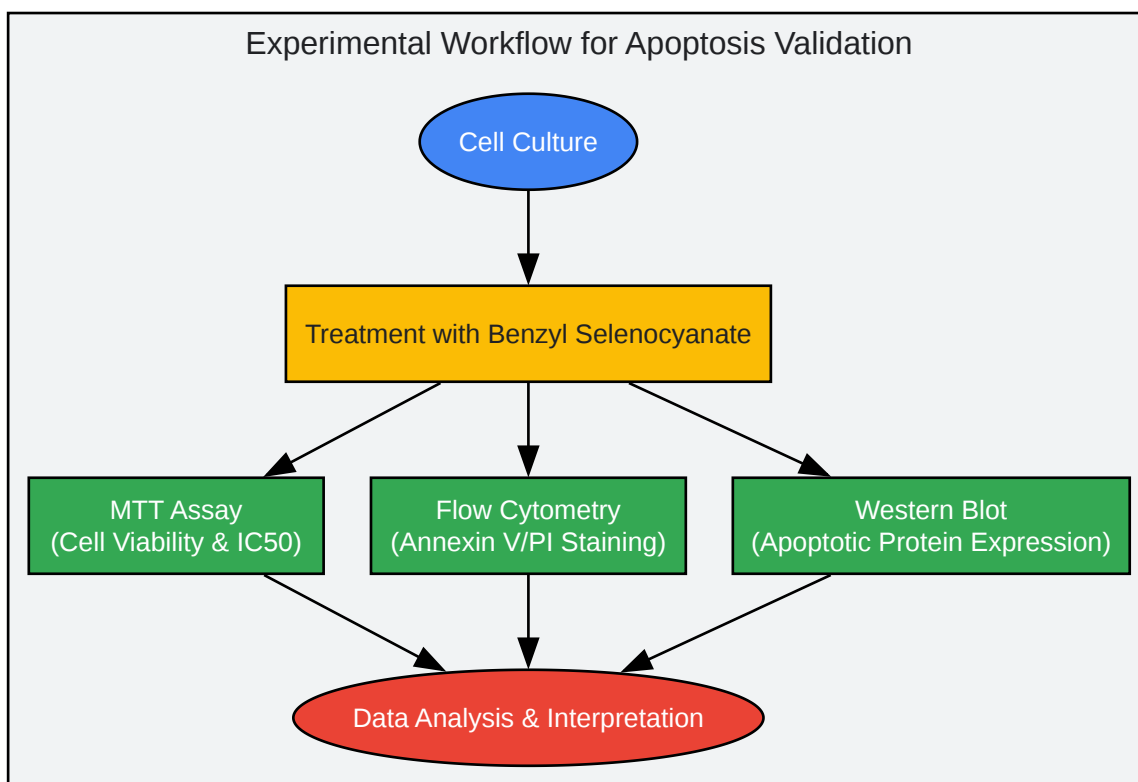 Experimental Workflow for Apoptosis Validation
Cell Culture
Treatment with Benzyl Selenocyanate
MTT Assay
(Cell Viability & IC50)
Flow Cytometry
(Annexin V/PI Staining)
Western Blot
(Apoptotic Protein Expression)
Data Analysis & Interpretation